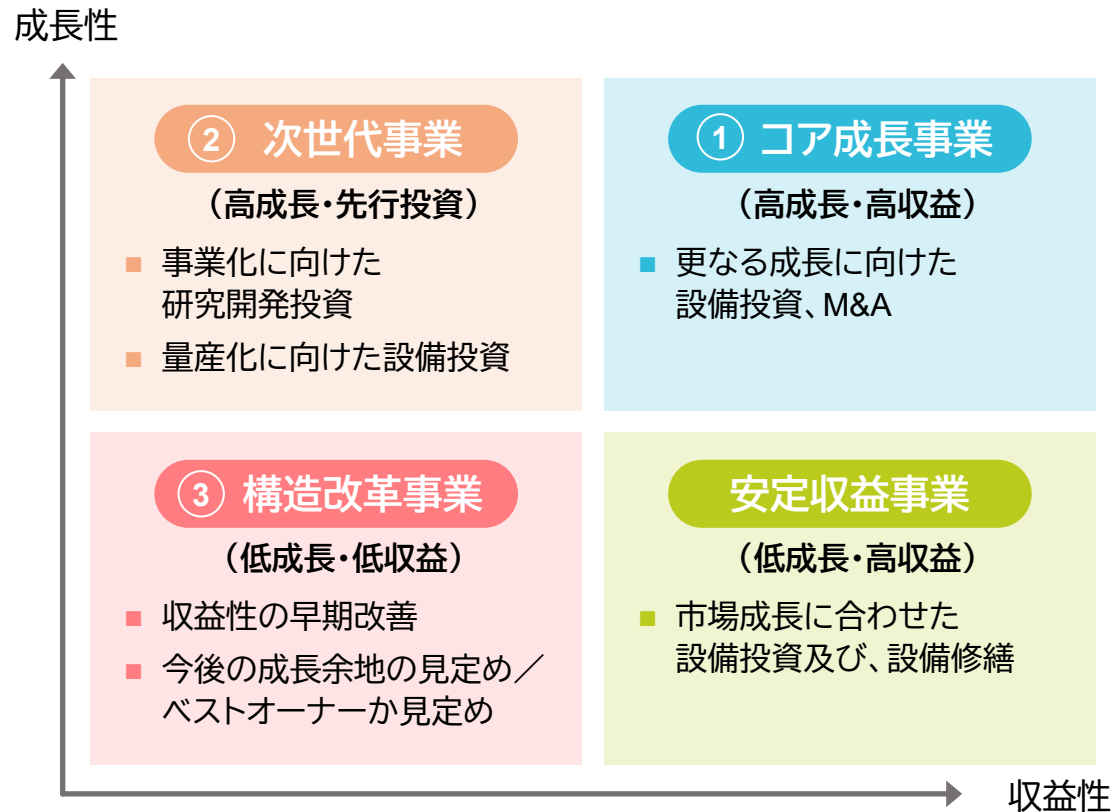 成長性
② 次世代事業
（高成長・先行投資）
■ 事業化に向けた
研究開発投資
■ 量産化に向けた設備投資
① コア成長事業
（高成長・高収益）
■ 更なる成長に向けた
設備投資、M&A
③ 構造改革事業
（低成長・低収益）
■ 収益性の早期改善
■ 今後の成長余地の見定め／
ベストオーナーか見定め
安定収益事業
（低成長・高収益）
■ 市場成長に合わせた
設備投資及び、設備修繕
収益性